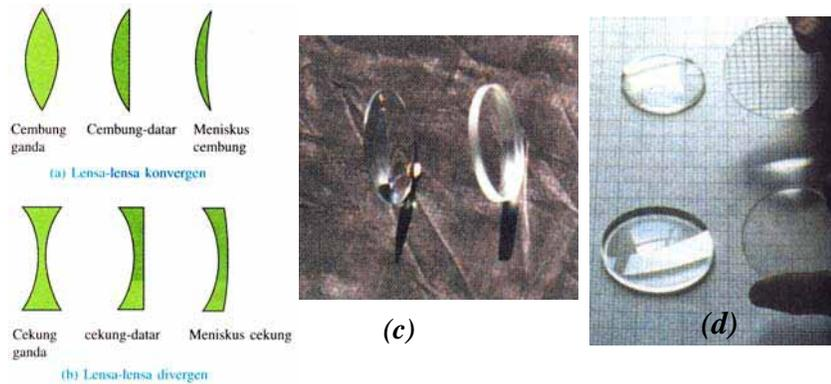 Cembung
ganda
Cembung-datar
Meniskus
cembung
(a) Lensa-lensa konvergen
Cekung
ganda
cekung-datar
Meniskus cekung
(b) Lensa-lensa divergen
(c)
(d)